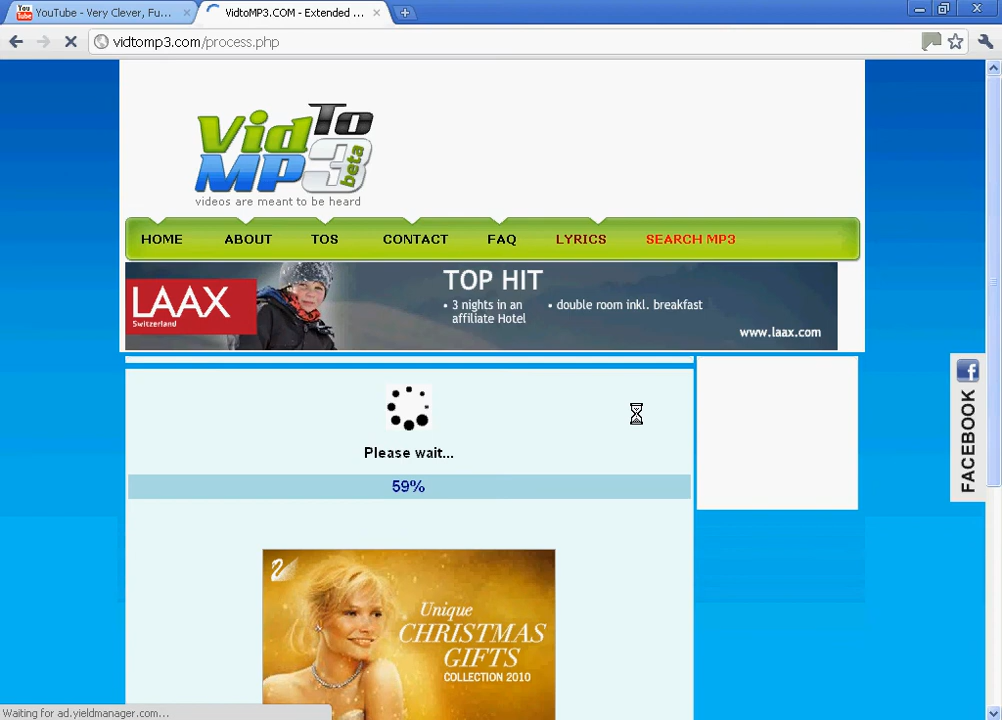 YouTube - Very Clever, Fu...
VidtoMP3.COM - Extended ...
vidtomp3.com/process.php
VidTo
MP3
beta
videos are meant to be heard
HOME ABOUT TOS CONTACT FAQ LYRICS SEARCH MP3
LAAX
Switzerland
TOP HIT
• 3 nights in an
affiliate Hotel
• double room inkl. breakfast
www.laax.com
FACEBOOK
Please wait...
59%
Unique
CHRISTMAS
GIFTS
COLLECTION 2010
Waiting for ad.yieldmanager.com...